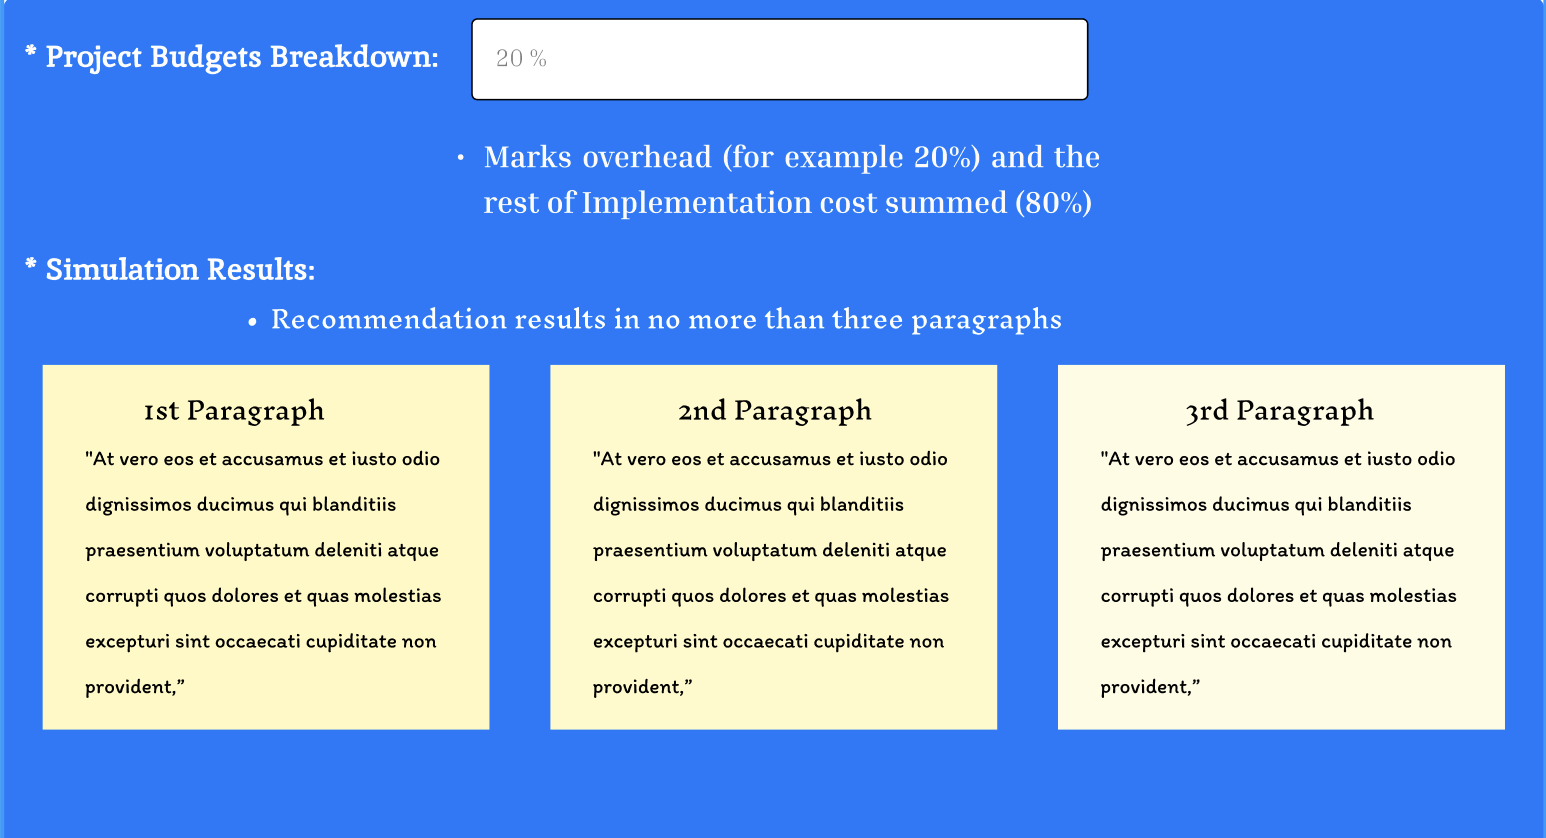 * Project Budgets Breakdown:
20 %
• Marks overhead (for example 20%) and the
rest of Implementation cost summed (80%)
* Simulation Results:
• Recommendation results in no more than three paragraphs
1st Paragraph
"At vero eos et accusamus et iusto odio
dignissimos ducimus qui blanditiis
praesentium voluptatum deleniti atque
corrupti quos dolores et quas molestias
excepturi sint occaecati cupiditate non
provident,”
2nd Paragraph
"At vero eos et accusamus et iusto odio
dignissimos ducimus qui blanditiis
praesentium voluptatum deleniti atque
corrupti quos dolores et quas molestias
excepturi sint occaecati cupiditate non
provident,”
3rd Paragraph
"At vero eos et accusamus et iusto odio
dignissimos ducimus qui blanditiis
praesentium voluptatum deleniti atque
corrupti quos dolores et quas molestias
excepturi sint occaecati cupiditate non
provident,”